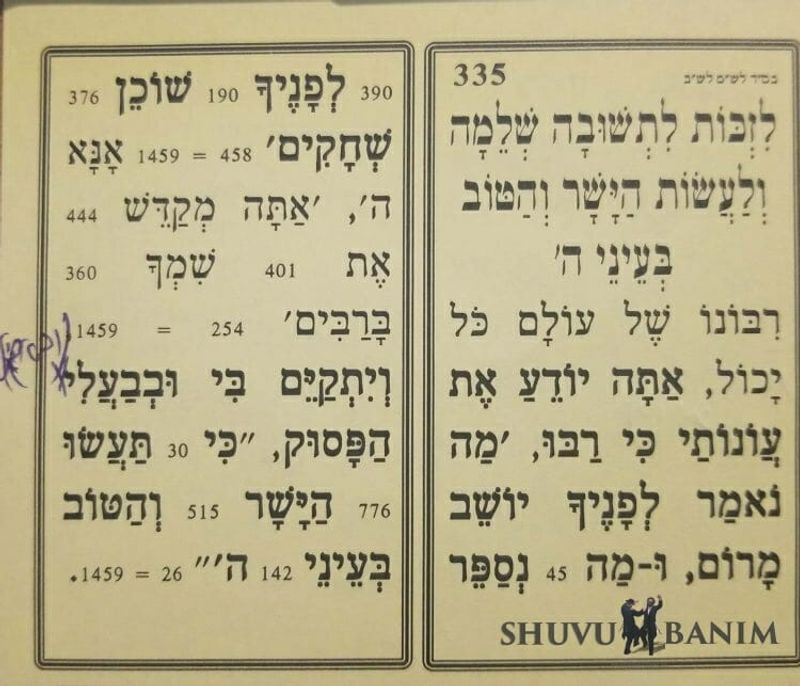 335 בסיד לש״מ לש״ב
לִזְכּוֹת לִתְשׁוּבָה שְׁלֵמָה
וְלַעֲשׂוֹת הַיָּשָׁר וְהַטּוֹב
בְּעֵינֵי ה׳
רִבּוֹנוֹ שֶׁל עוֹלָם כֹּל
יָכוֹל, אַתָּה יוֹדֵעַ אֶת
עֲוֹנוֹתַי כִּי רַבּוּ, ׳מַה
נֹאמַר לְפָנֶיךָ יוֹשֵׁב
מָרוֹם, וּ-מַה 45 נְסַפֵּר
390 לְפָנֶיךָ 190 שׁוֹכֵן 376
שְׁחָקִים׳ 458 = 1459 אָנָּא
ה׳, ׳אַתָּה מְקַדֵּשׁ 444
אֶת 401 שִׁמְךָ 360
בָּרַבִּים׳ 254 = 1459.
וְיִתְקַיֵּם בִּי וּבְבַעֲלִי
הַפָּסוּק, ״כִּי 30 תַּעֲשׂוּ
776 הַיָּשָׁר 515 וְהַטּוֹב
בְּעֵינֵי 142 ה׳״ 26 = 1459.
SHUVU BANIM